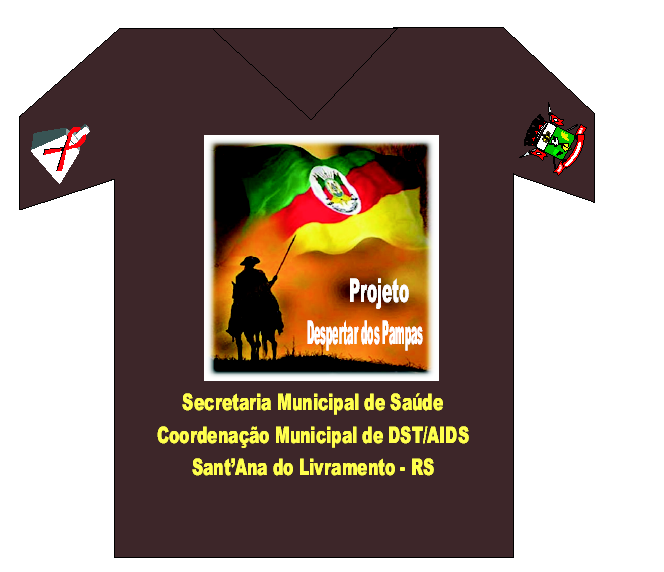 Projeto
Despertar dos Pampas
Secretaria Municipal de Saúde
Coordenação Municipal de DST/AIDS
Sant'Ana do Livramento - RS